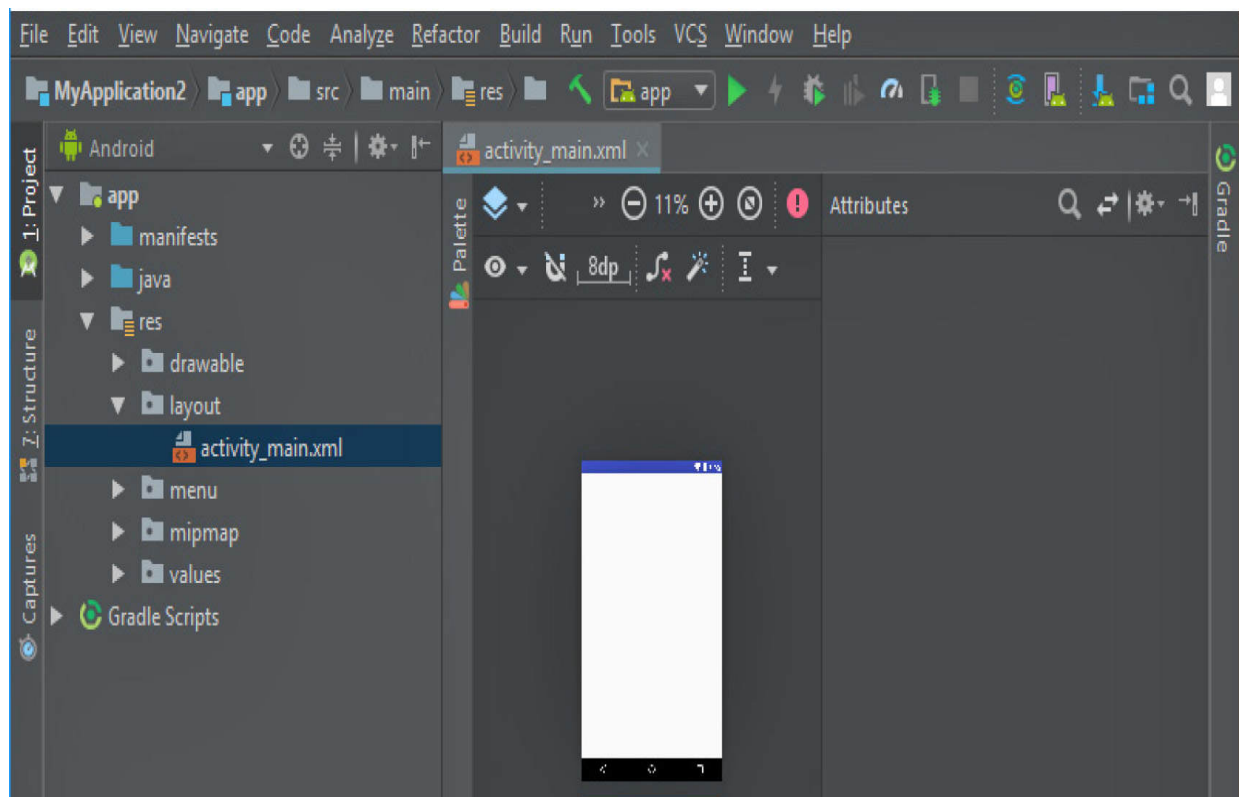 File Edit View Navigate Code Analyze Refactor Build Run Tools VCS Window Help
MyApplication2 app src main res app
1: Project
Android
activity_main.xml
Gradle
app
Palette
11%
Attributes
manifests
8dp
java
res
7: Structure
drawable
layout
activity_main.xml
menu
mipmap
Captures
values
Gradle Scripts